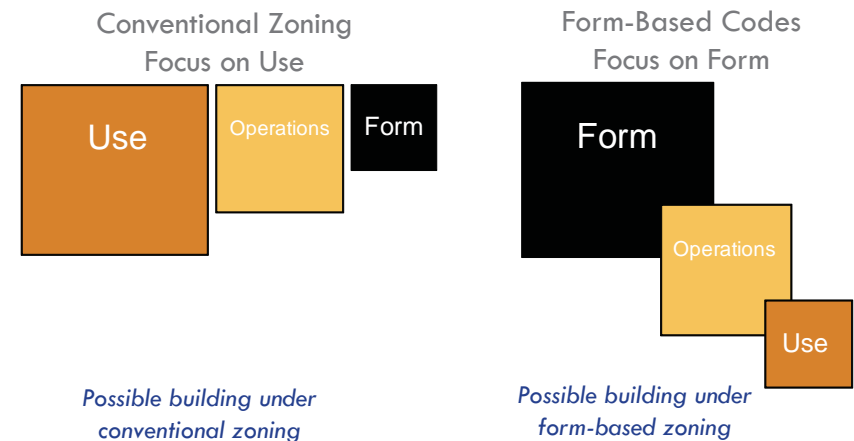 Conventional Zoning
Focus on Use
Use
Operations
Form
Possible building under
conventional zoning
Form-Based Codes
Focus on Form
Form
Operations
Use
Possible building under
form-based zoning